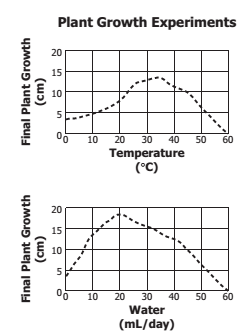 Plant Growth Experiments
Final Plant Growth
(cm)
20
15
10
5
0
0 10 20 30 40 50 60
Temperature
(°C)
Final Plant Growth
(cm)
20
15
10
5
0
0 10 20 30 40 50 60
Water
(mL/day)